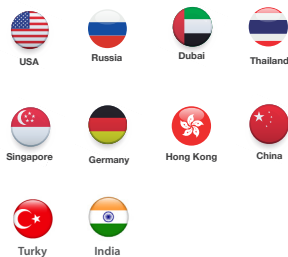 USA
Russia
Dubai
Thailand
Singapore
Germany
Hong Kong
China
Turky
India